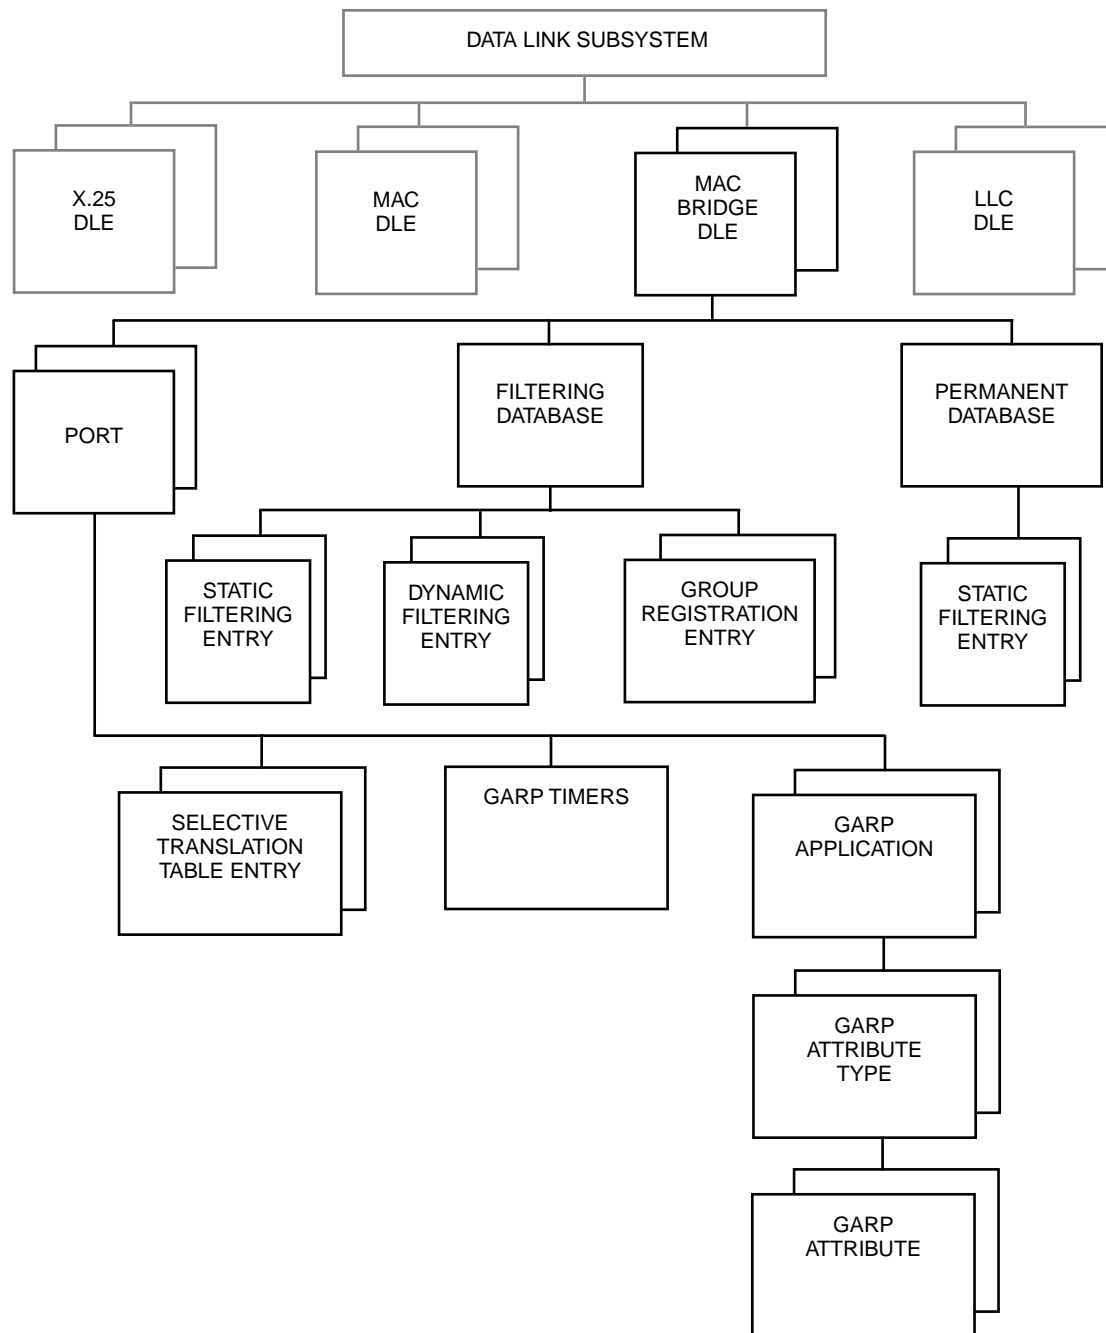 DATA LINK SUBSYSTEM
X.25
DLE
MAC
DLE
MAC
BRIDGE
DLE
LLC
DLE
PORT
FILTERING
DATABASE
PERMANENT
DATABASE
STATIC
FILTERING
ENTRY
DYNAMIC
FILTERING
ENTRY
GROUP
REGISTRATION
ENTRY
STATIC
FILTERING
ENTRY
SELECTIVE
TRANSLATION
TABLE ENTRY
GARP TIMERS
GARP
APPLICATION
GARP
ATTRIBUTE
TYPE
GARP
ATTRIBUTE